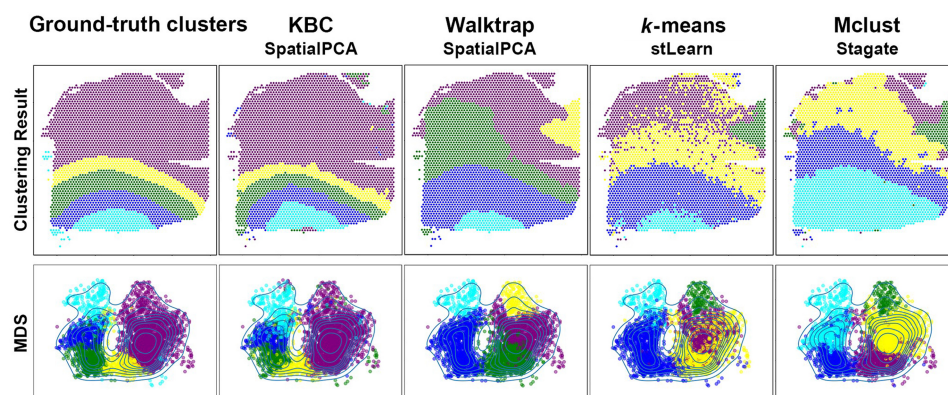 Ground-truth clusters
KBC
SpatialPCA
Walktrap
SpatialPCA
k-means
stLearn
Mclust
Stagate
Clustering Result
MDS